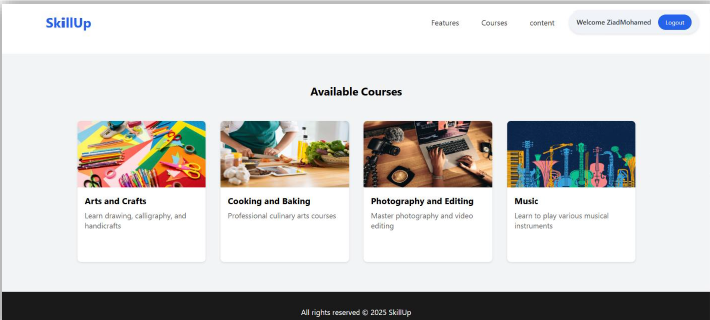 SkillUp
Features Courses content Welcome ZiadMohamed Logout
Available Courses
Arts and Crafts
Learn drawing, calligraphy, and
handicrafts
Cooking and Baking
Professional culinary arts courses
Photography and Editing
Master photography and video
editing
Music
Learn to play various musical
instruments
All rights reserved © 2025 SkillUp